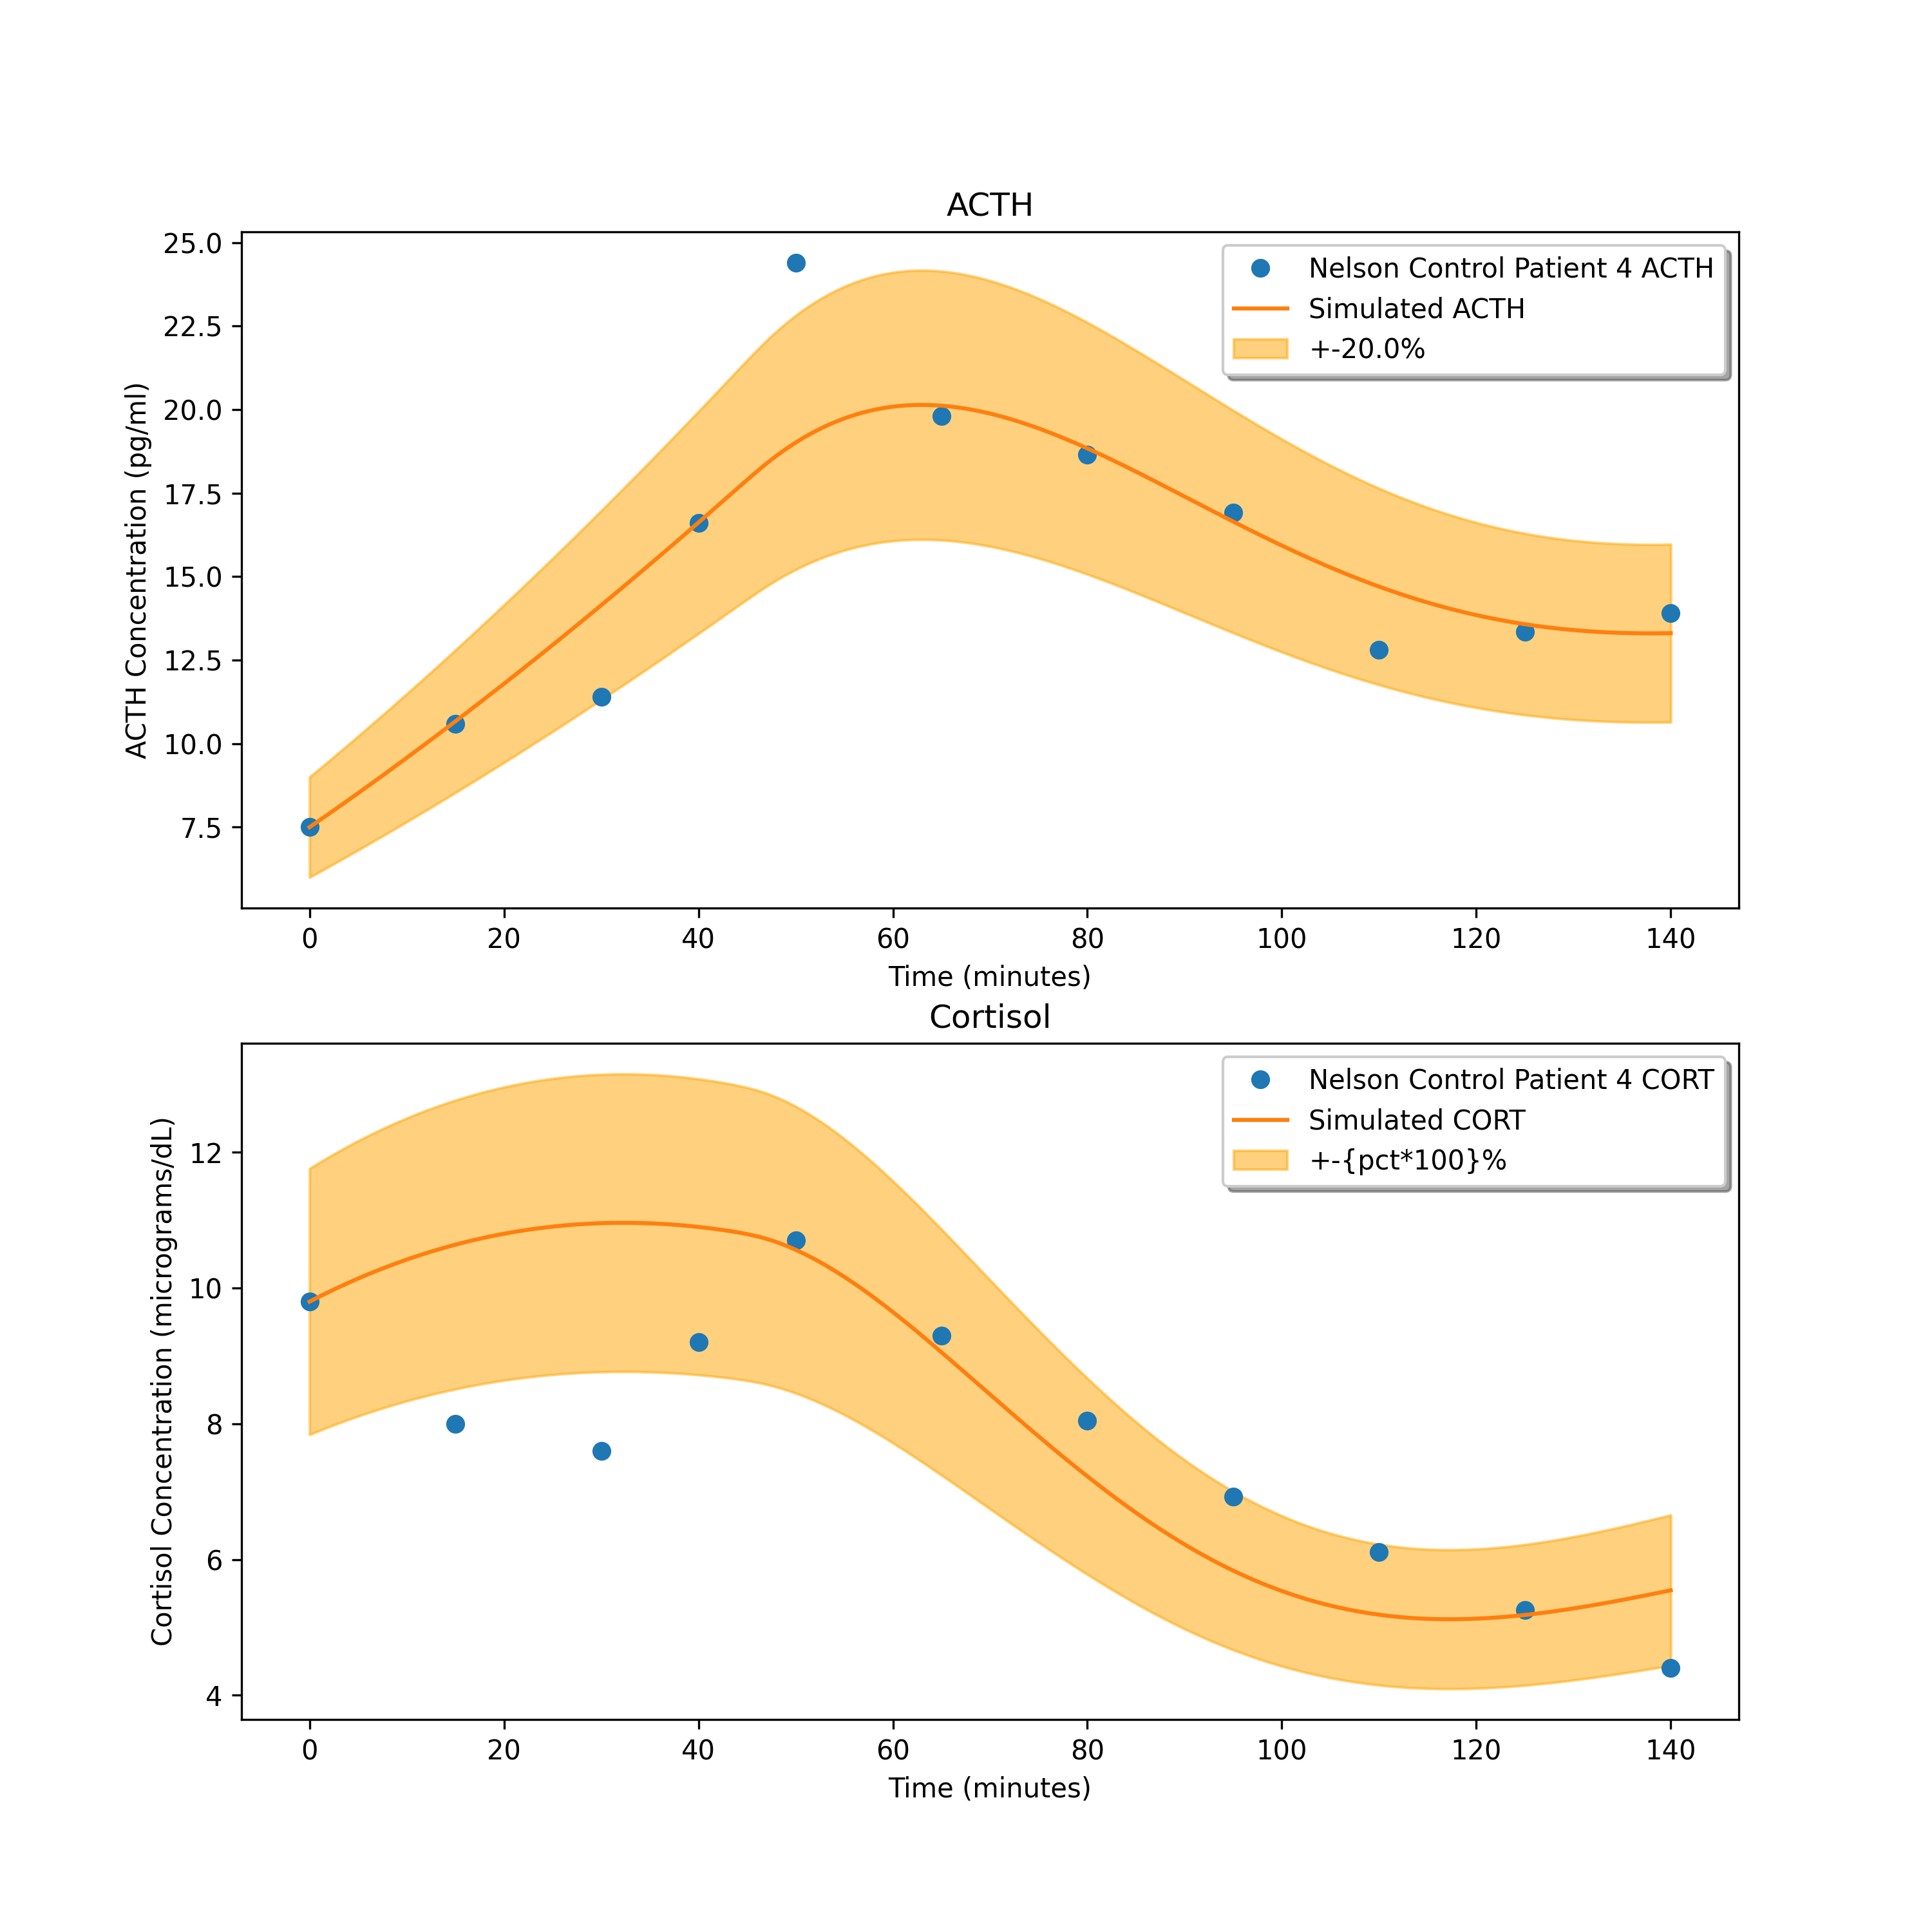 ACTH
25.0
22.5
20.0
17.5
15.0
12.5
10.0
7.5
ACTH Concentration (pg/ml)
Nelson Control Patient 4 ACTH
Simulated ACTH
+-20.0%
0 20 40 60 80 100 120 140
Time (minutes)
Cortisol
12
10
8
6
4
Cortisol Concentration (micrograms/dL)
Nelson Control Patient 4 CORT
Simulated CORT
+-{pct*100}%
0 20 40 60 80 100 120 140
Time (minutes)